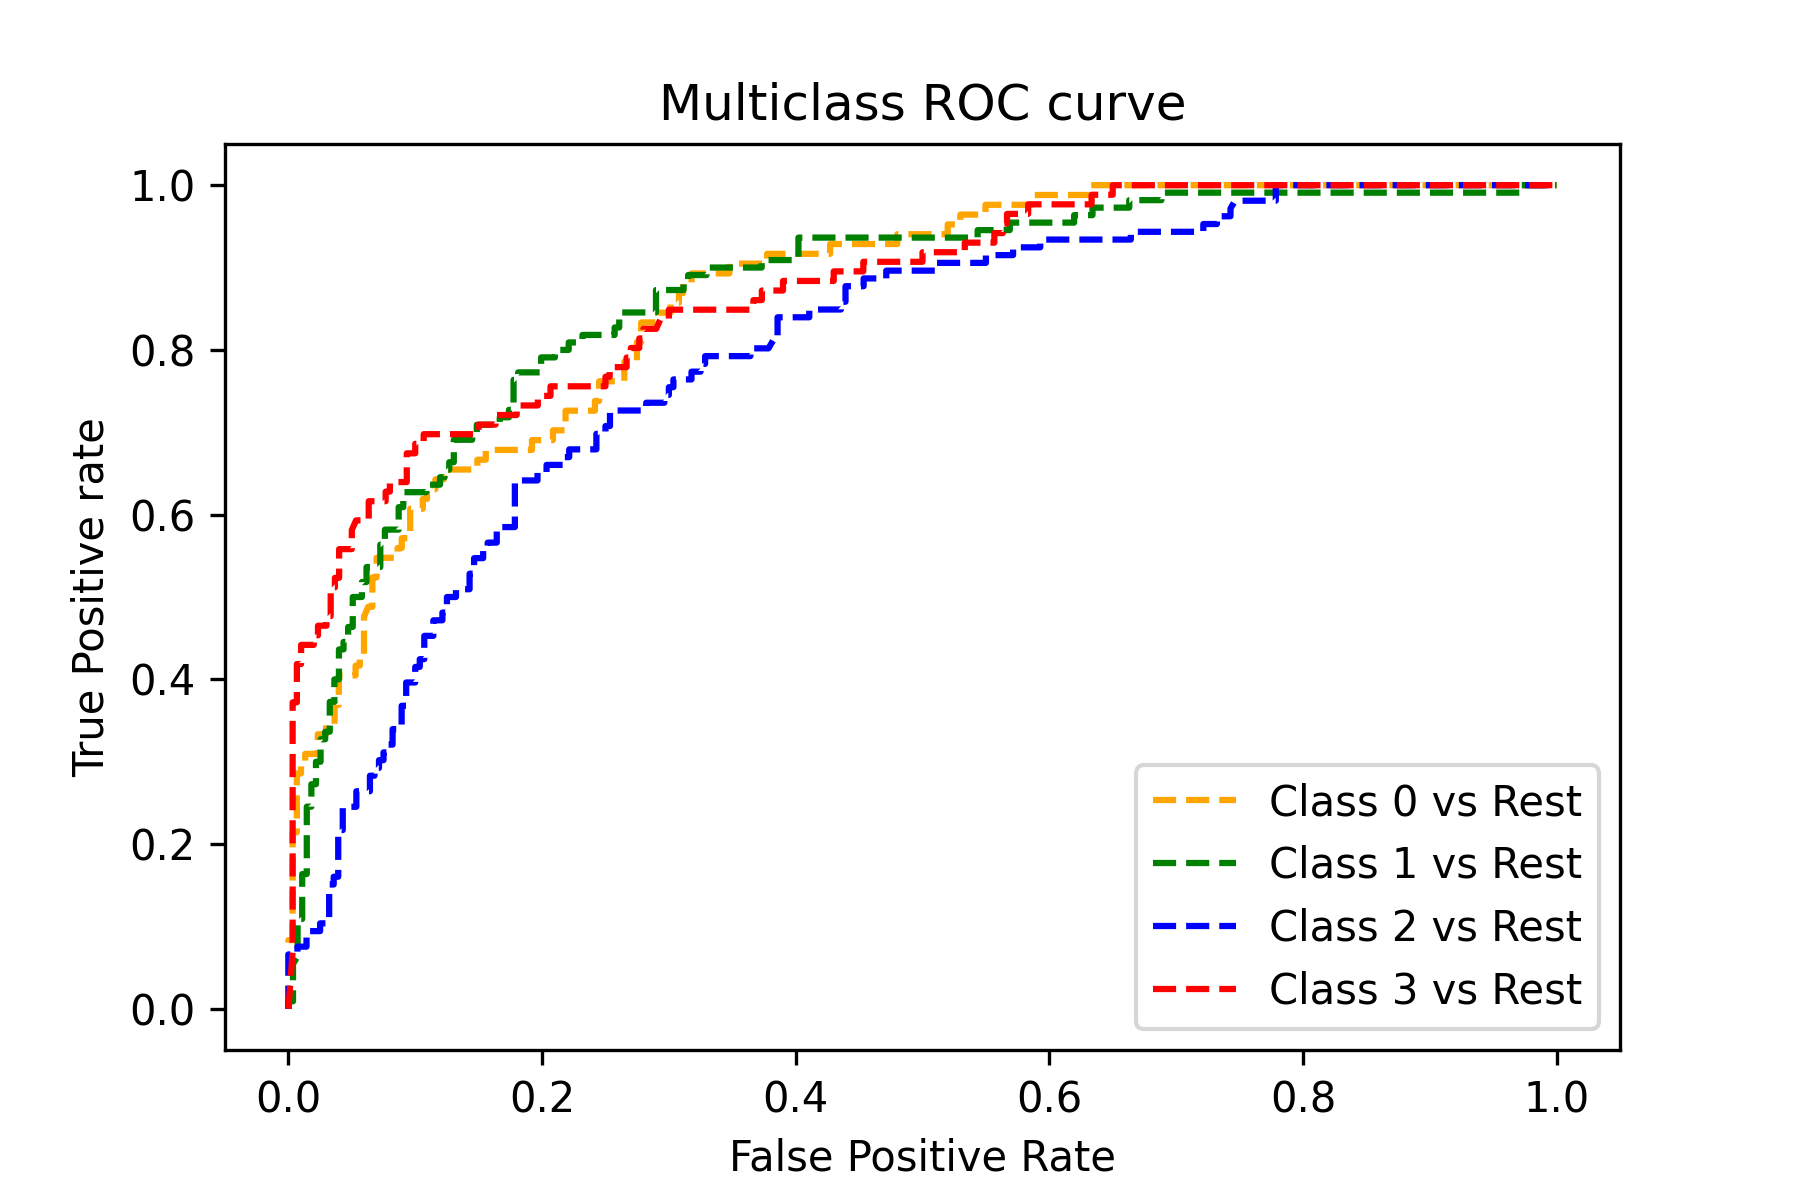 Multiclass ROC curve
1.0
0.8
0.6
0.4
0.2
0.0
True Positive rate
Class 0 vs Rest
Class 1 vs Rest
Class 2 vs Rest
Class 3 vs Rest
0.0 0.2 0.4 0.6 0.8 1.0
False Positive Rate